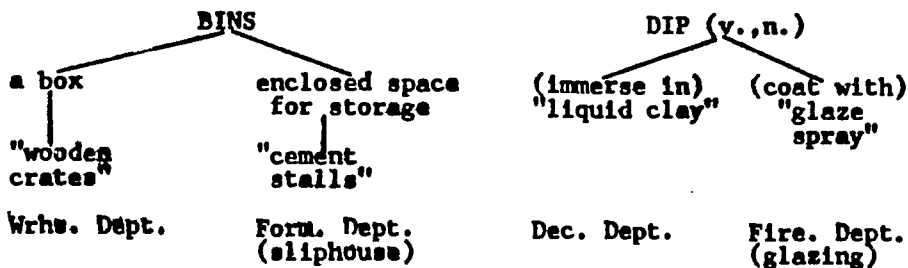 BINS
DIP (v.,n.)
a box
enclosed space
for storage
(immerse in)
"liquid clay"
(coat with)
"glaze
spray"
"wooden
crates"
"cement
stalls"
Wrhs. Dept.
Form. Dept.
(sliphouse)
Dec. Dept.
Fire. Dept.
(glazing)